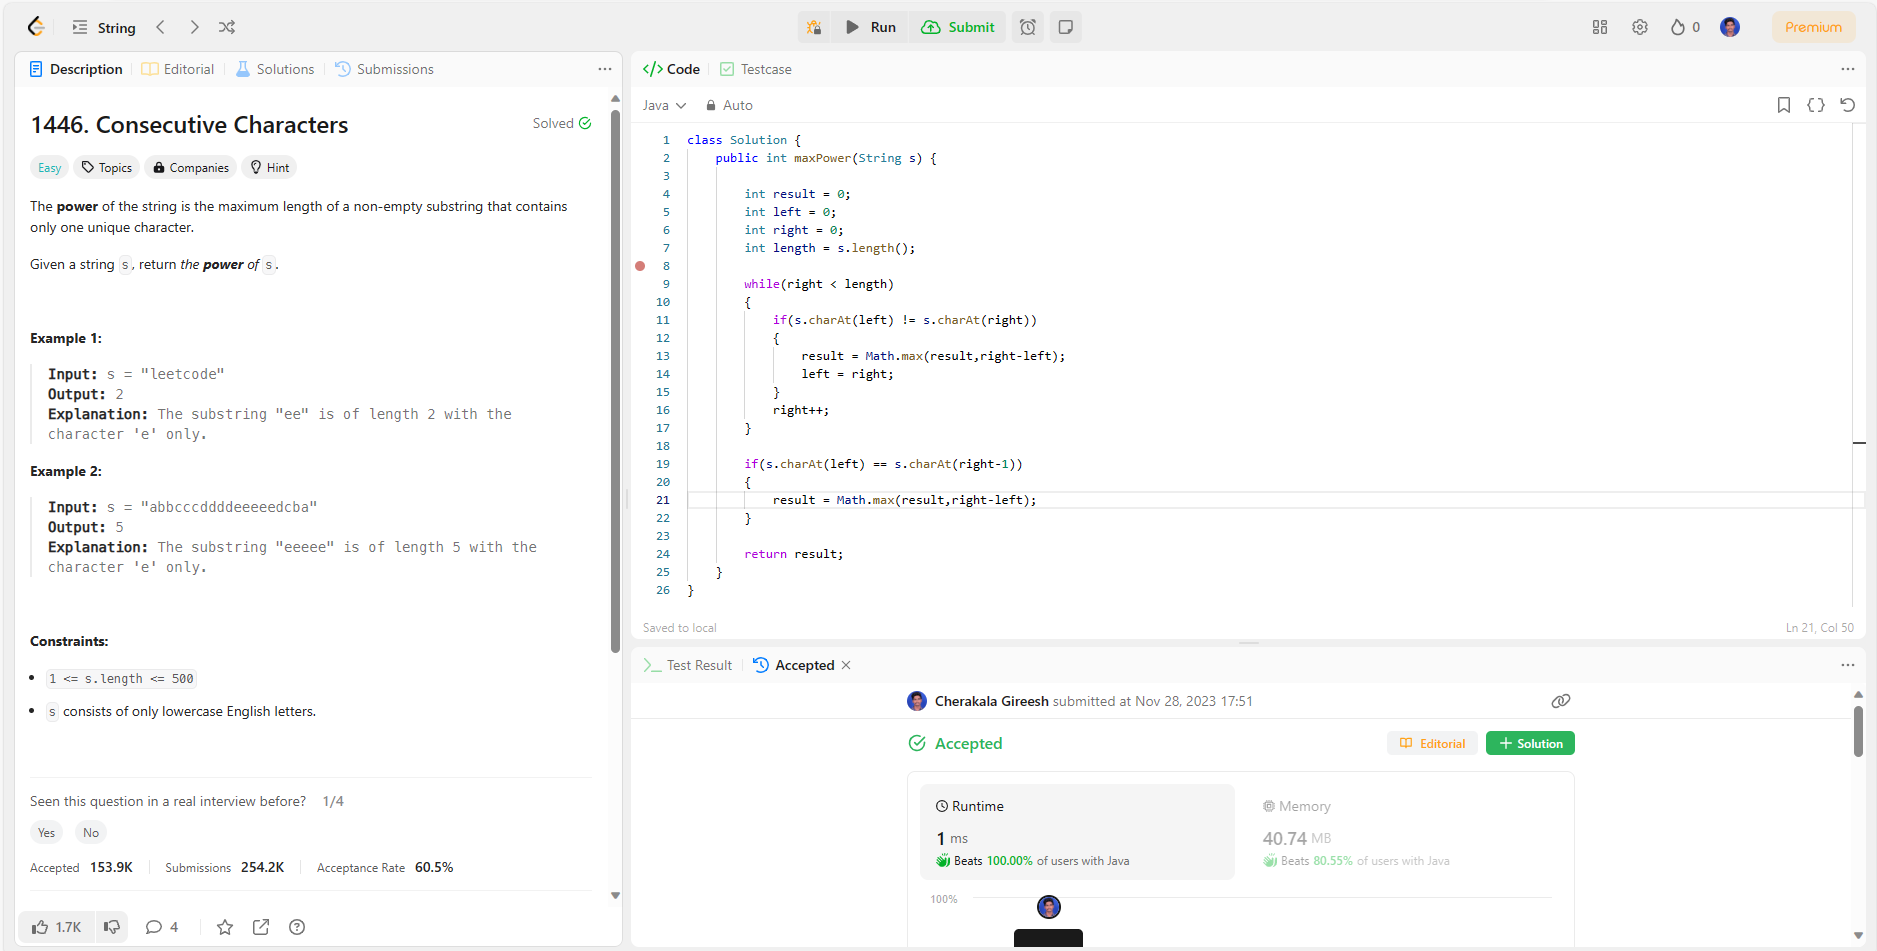 String
Run
Submit
0
Premium
Description
Editorial
Solutions
Submissions
1446. Consecutive Characters
Solved
Easy
Topics
Companies
Hint
The power of the string is the maximum length of a non-empty substring that contains
only one unique character.
Given a string s, return the power of s.
Example 1:
Input: s = "leetcode"
Output: 2
Explanation: The substring "ee" is of length 2 with the
character 'e' only.
Example 2:
Input: s = "abbcccddddeeeeedcba"
Output: 5
Explanation: The substring "eeeee" is of length 5 with the
character 'e' only.
Constraints:
1 <= s.length <= 500
s consists of only lowercase English letters.
Seen this question in a real interview before? 1/4
Yes
No
Accepted 153.9K
Submissions 254.2K
Acceptance Rate 60.5%
1.7K
4
Code
Testcase
Java
Auto
1 class Solution {
2 public int maxPower(String s) {
3
4 int result = 0;
5 int left = 0;
6 int right = 0;
7 int length = s.length();
8
9 while(right < length)
10 {
11 if(s.charAt(left) != s.charAt(right))
12 {
13 result = Math.max(result,right-left);
14 left = right;
15 }
16 right++;
17 }
18
19 if(s.charAt(left) == s.charAt(right-1))
20 {
21 result = Math.max(result,right-left);
22 }
23
24 return result;
25 }
26 }
Saved to local
Ln 21, Col 50
Test Result
Accepted
Cherakala Gireesh submitted at Nov 28, 2023 17:51
Accepted
Editorial
Solution
Runtime
1 ms
Beats 100.00% of users with Java
Memory
40.74 MB
Beats 80.55% of users with Java
100%